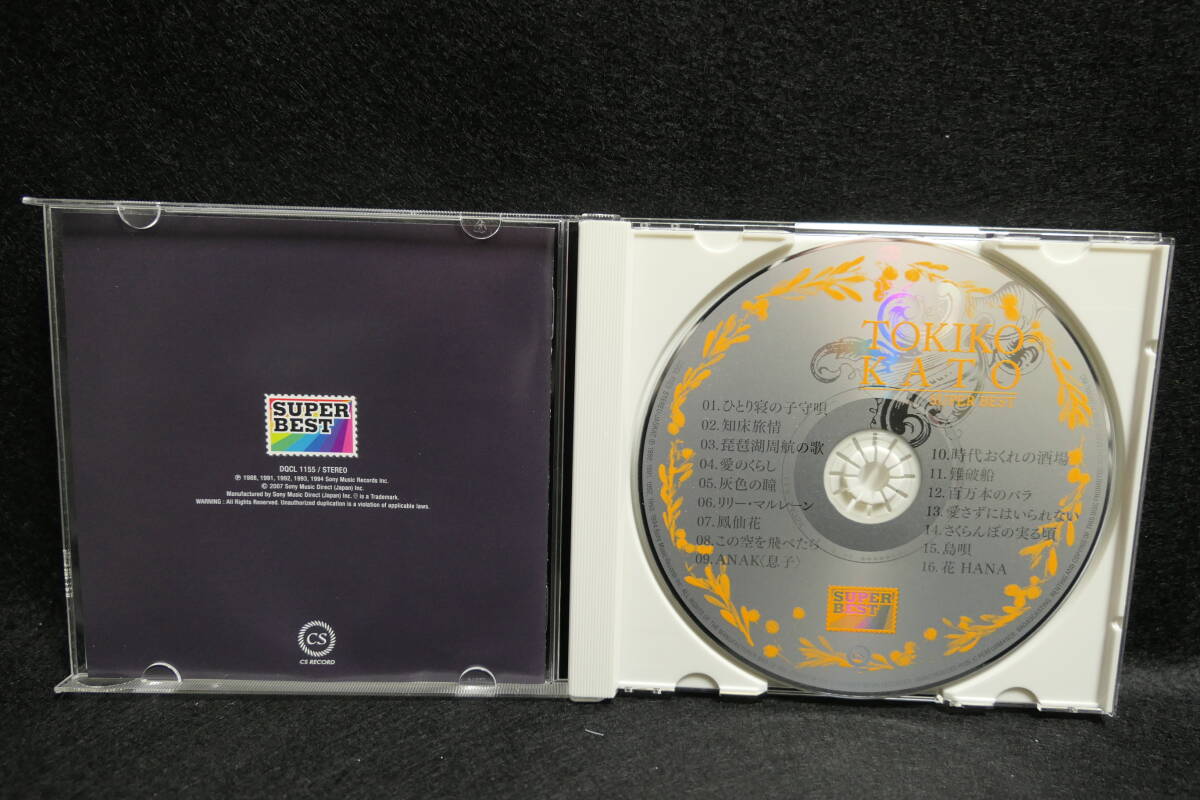 SUPER
BEST
DQCL 1155 / STEREO
Ⓟ 1988, 1991, 1992, 1993, 1994 Sony Music Records Inc.
© 2007 Sony Music Direct (Japan) Inc.
Manufactured by Sony Music Direct (Japan) Inc. is a Trademark.
WARNING : All Rights Reserved. Unauthorized duplication is a violation of applicable laws.
CS
CS RECORD
TOKIKO
KATO
SUPER BEST
01. ひとり寝の子守唄
02. 知床旅情
03. 琵琶湖周航の歌
04. 愛のくらし
05. 灰色の瞳
06. リリー・マルレーン
07. 鳳仙花
08. この空を飛べたら
09. ANAK〈息子〉
10. 時代おくれの酒場
11. 難破船
12. 百万本のバラ
13. 愛さずにはいられない
14. さくらんぼの実る頃
15. 島唄
16. 花 HANA
SUPER
BEST